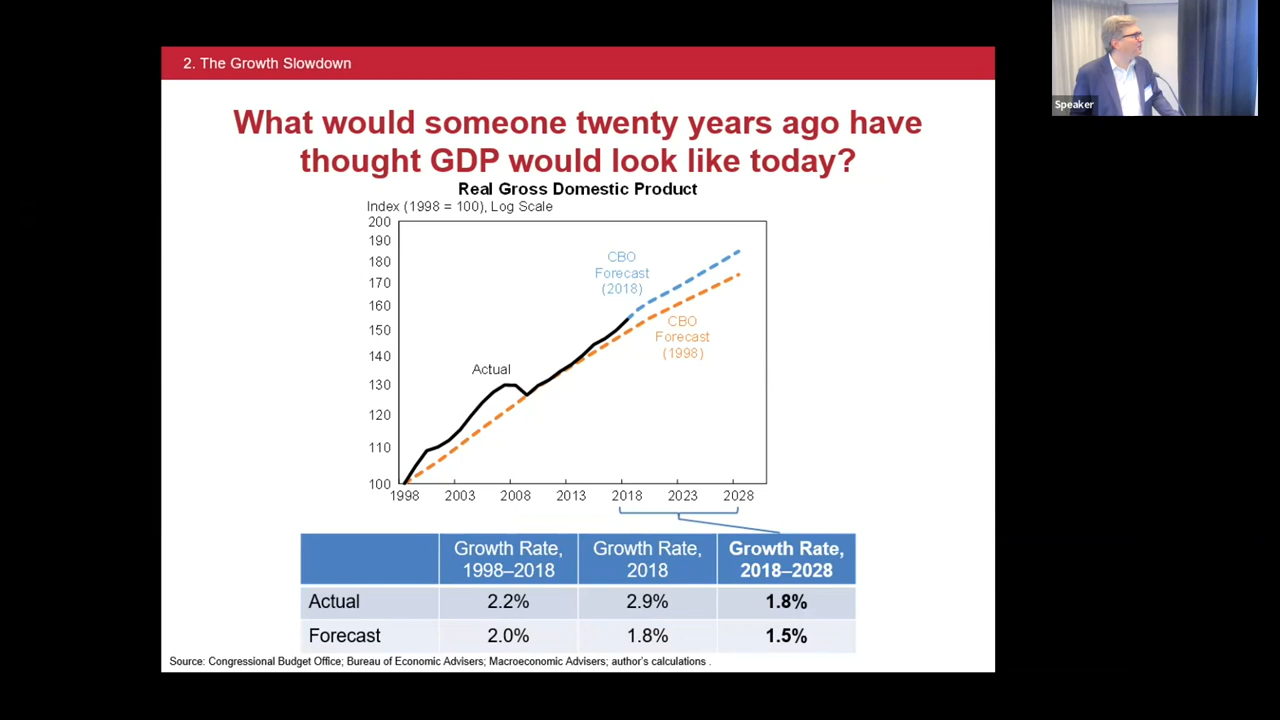 2. The Growth Slowdown
Speaker
What would someone twenty years ago have
thought GDP would look like today?
Real Gross Domestic Product
Index (1998 = 100), Log Scale
200
190
180
170
160
150
140
130
120
110
100
CBO
Forecast
(2018)
CBO
Forecast
(1998)
Actual
1998 2003 2008 2013 2018 2023 2028
Growth Rate, Growth Rate, Growth Rate,
1998–2018 2018 2018–2028
Actual 2.2% 2.9% 1.8%
Forecast 2.0% 1.8% 1.5%
Source: Congressional Budget Office; Bureau of Economic Advisers; Macroeconomic Advisers; author's calculations .